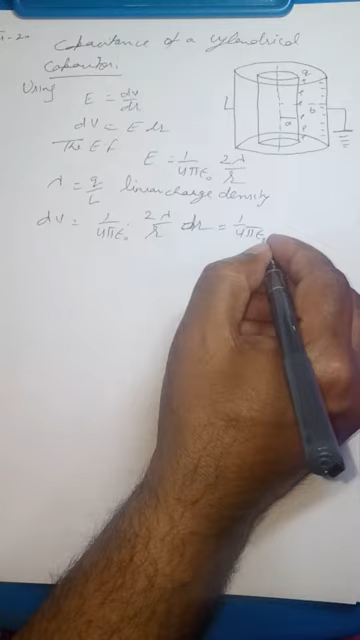 Capacitance of a cylindrical
Capacitor:
Using
E = dv/dr
dV = E dr
The E f
E = 1/4πε₀ 2λ/r
λ = q/L linear charge density
dV = 1/4πε₀ · 2λ/r dr = 1/4πε₀
L
a
b
q